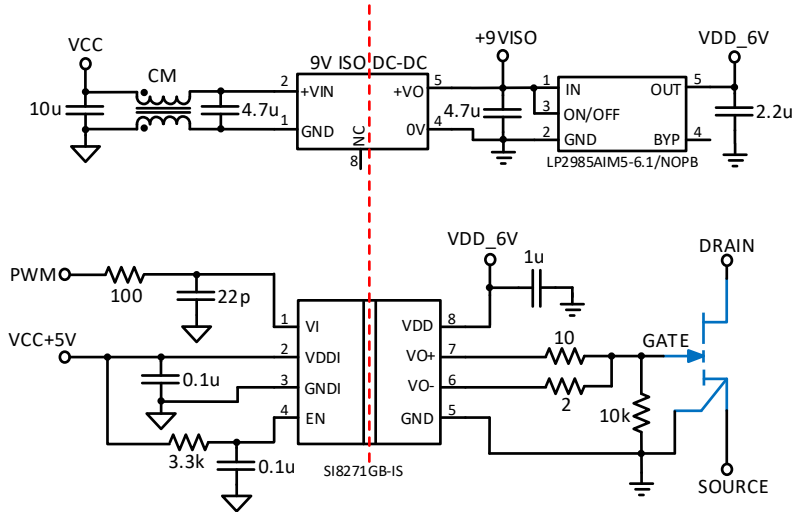 VCC
CM
10u
4.7u
9V ISO DC-DC
2
+VIN
1
GND
NC
8
5
+VO
4
0V
+9VISO
4.7u
1
IN
3
ON/OFF
2
GND
OUT
5
BYP
4
LP2985AIM5-6.1/NOPB
VDD_6V
2.2u
PWM
100
22p
VCC+5V
0.1u
3.3k
0.1u
1
VI
2
VDDI
3
GNDI
4
EN
VDD
8
VO+
7
VO-
6
GND
5
SI8271GB-IS
VDD_6V
1u
10
2
10k
GATE
DRAIN
SOURCE